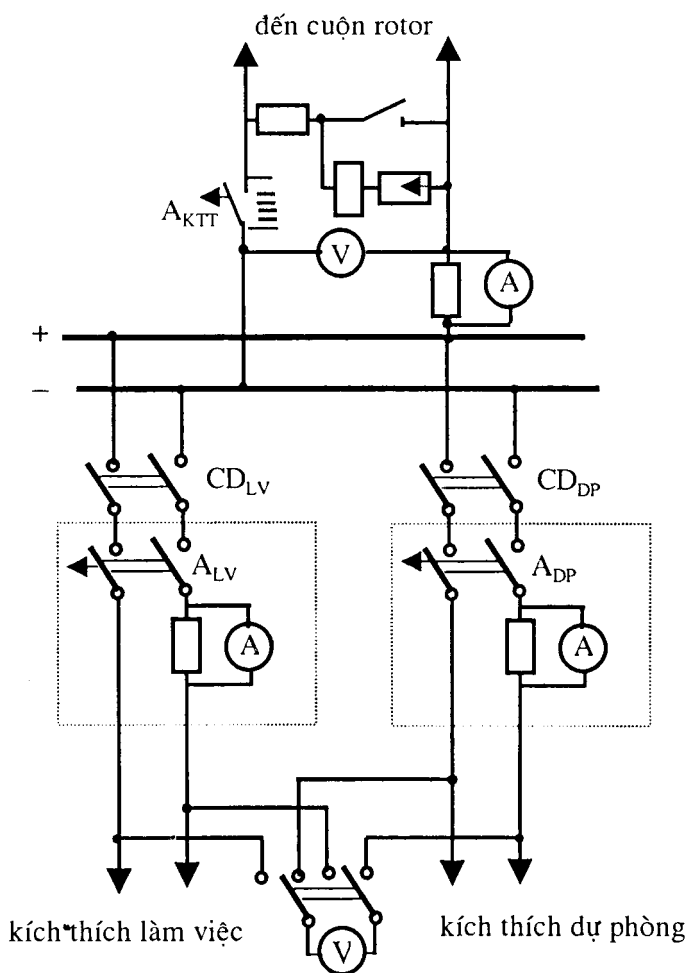 đến cuộn rotor
A_KTT
V
A
+
−
CD_LV
CD_DP
A_LV
A_DP
A
A
kích thích làm việc
V
kích thích dự phòng